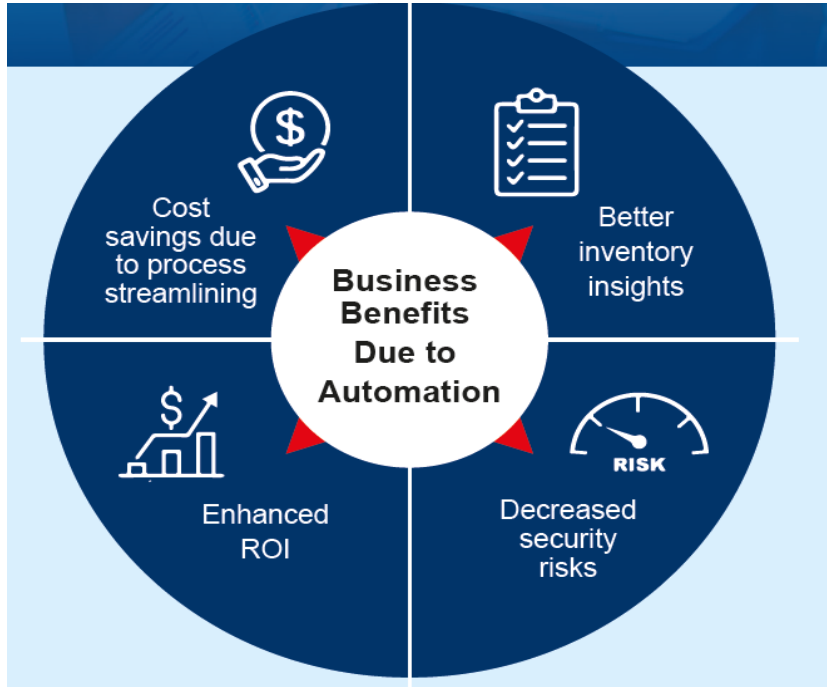 Cost
savings due
to process
streamlining
Better
inventory
insights
Business
Benefits
Due to
Automation
$
Enhanced
ROI
RISK
Decreased
security
risks